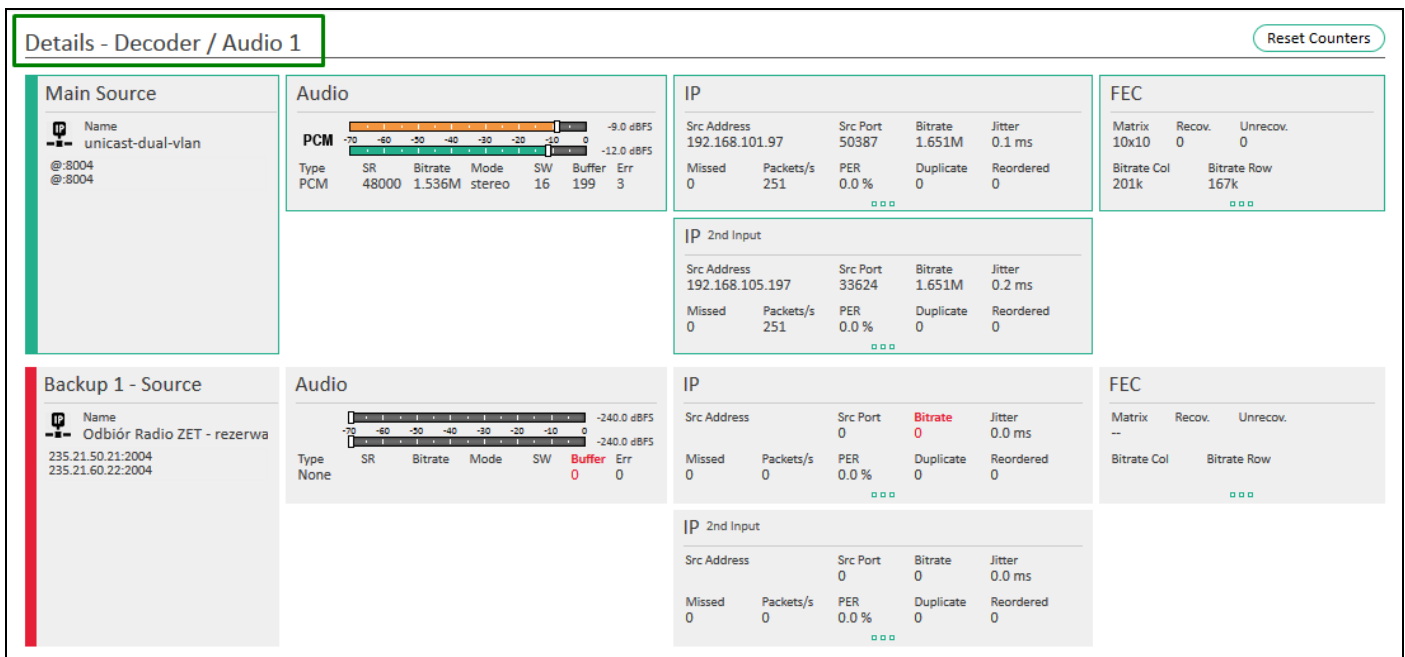 Details - Decoder / Audio 1
Reset Counters
Main Source
IP
Name
unicast-dual-vlan
@:8004
@:8004
Audio
PCM
-70 -60 -50 -40 -30 -20 -10 0
-9.0 dBFS
-12.0 dBFS
Type SR Bitrate Mode SW Buffer Err
PCM 48000 1.536M stereo 16 199 3
IP
Src Address Src Port Bitrate Jitter
192.168.101.97 50387 1.651M 0.1 ms
Missed Packets/s PER Duplicate Reordered
0 251 0.0 % 0 0
FEC
Matrix Recov. Unrecov.
10x10 0 0
Bitrate Col Bitrate Row
201k 167k
IP 2nd Input
Src Address Src Port Bitrate Jitter
192.168.105.197 33624 1.651M 0.2 ms
Missed Packets/s PER Duplicate Reordered
0 251 0.0 % 0 0
Backup 1 - Source
IP
Name
Odbiór Radio ZET - rezerwa
235.21.50.21:2004
235.21.60.22:2004
Audio
-70 -60 -50 -40 -30 -20 -10 0
-240.0 dBFS
-240.0 dBFS
Type SR Bitrate Mode SW Buffer Err
None 0 0
IP
Src Address Src Port Bitrate Jitter
0 0 0.0 ms
Missed Packets/s PER Duplicate Reordered
0 0 0.0 % 0 0
FEC
Matrix Recov. Unrecov.
--
Bitrate Col Bitrate Row
IP 2nd Input
Src Address Src Port Bitrate Jitter
0 0 0.0 ms
Missed Packets/s PER Duplicate Reordered
0 0 0.0 % 0 0